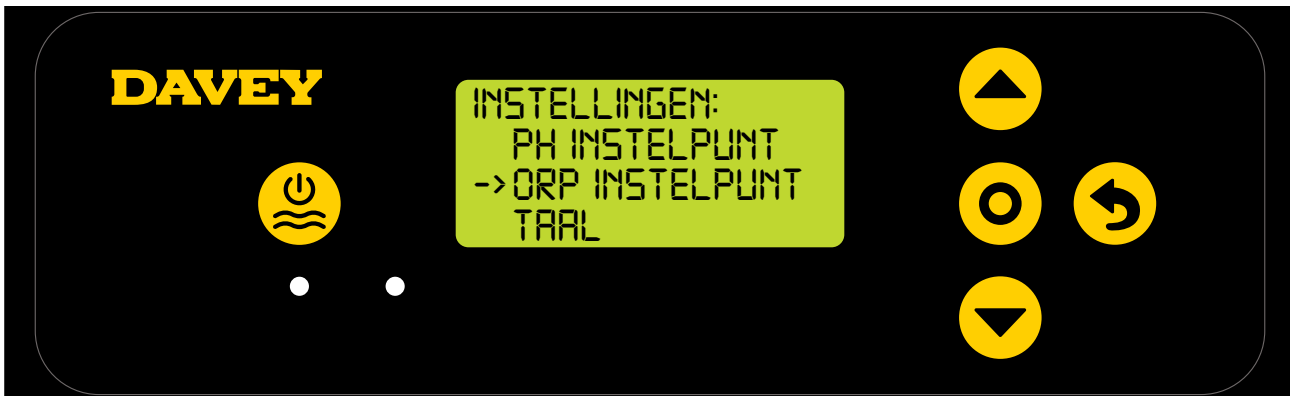 DAVEY
INSTELLINGEN:
PH INSTELPUNT
->ORP INSTELPUNT
TAAL